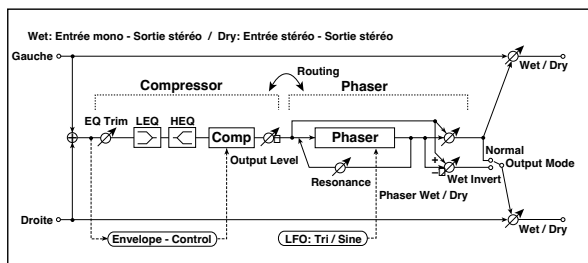 Wet: Entrée mono - Sortie stéréo / Dry: Entrée stéréo - Sortie stéréo
Gauche
Wet / Dry
Routing
Compressor
Phaser
EQ Trim
LEQ
HEQ
Comp
Phaser
Normal
Output Level
+
−
Output Mode
Resonance
Wet Invert
Phaser Wet / Dry
Droite
Wet / Dry
Envelope - Control
LFO: Tri / Sine